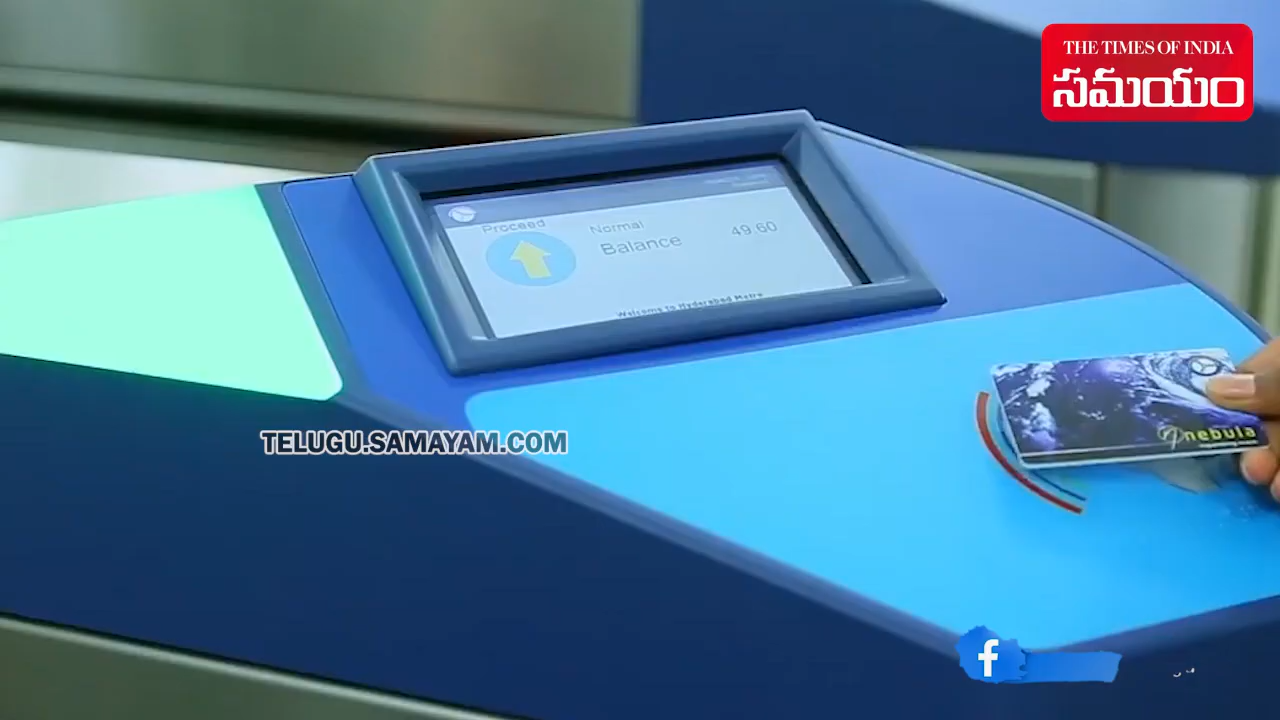 THE TIMES OF INDIA
సమయం
Proceed
Normal
Balance 49.60
Welcome to Hyderabad Metro
nebula
TELUGU.SAMAYAM.COM
f